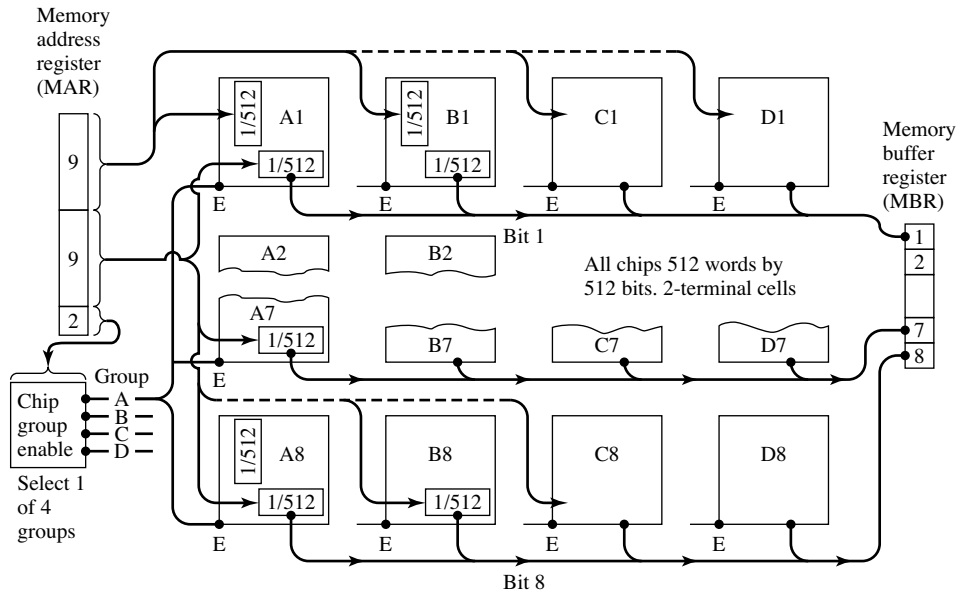 Memory
address
register
(MAR)
9
9
2
Chip
group
enable
Select 1
of 4
groups
Group
A
B
C
D
1/512
A1
1/512
E
1/512
B1
1/512
E
C1
E
D1
E
Bit 1
A2
B2
All chips 512 words by
512 bits. 2-terminal cells
A7
1/512
E
B7
C7
D7
1/512
A8
1/512
E
B8
1/512
E
C8
E
D8
E
Bit 8
Memory
buffer
register
(MBR)
1
2
7
8